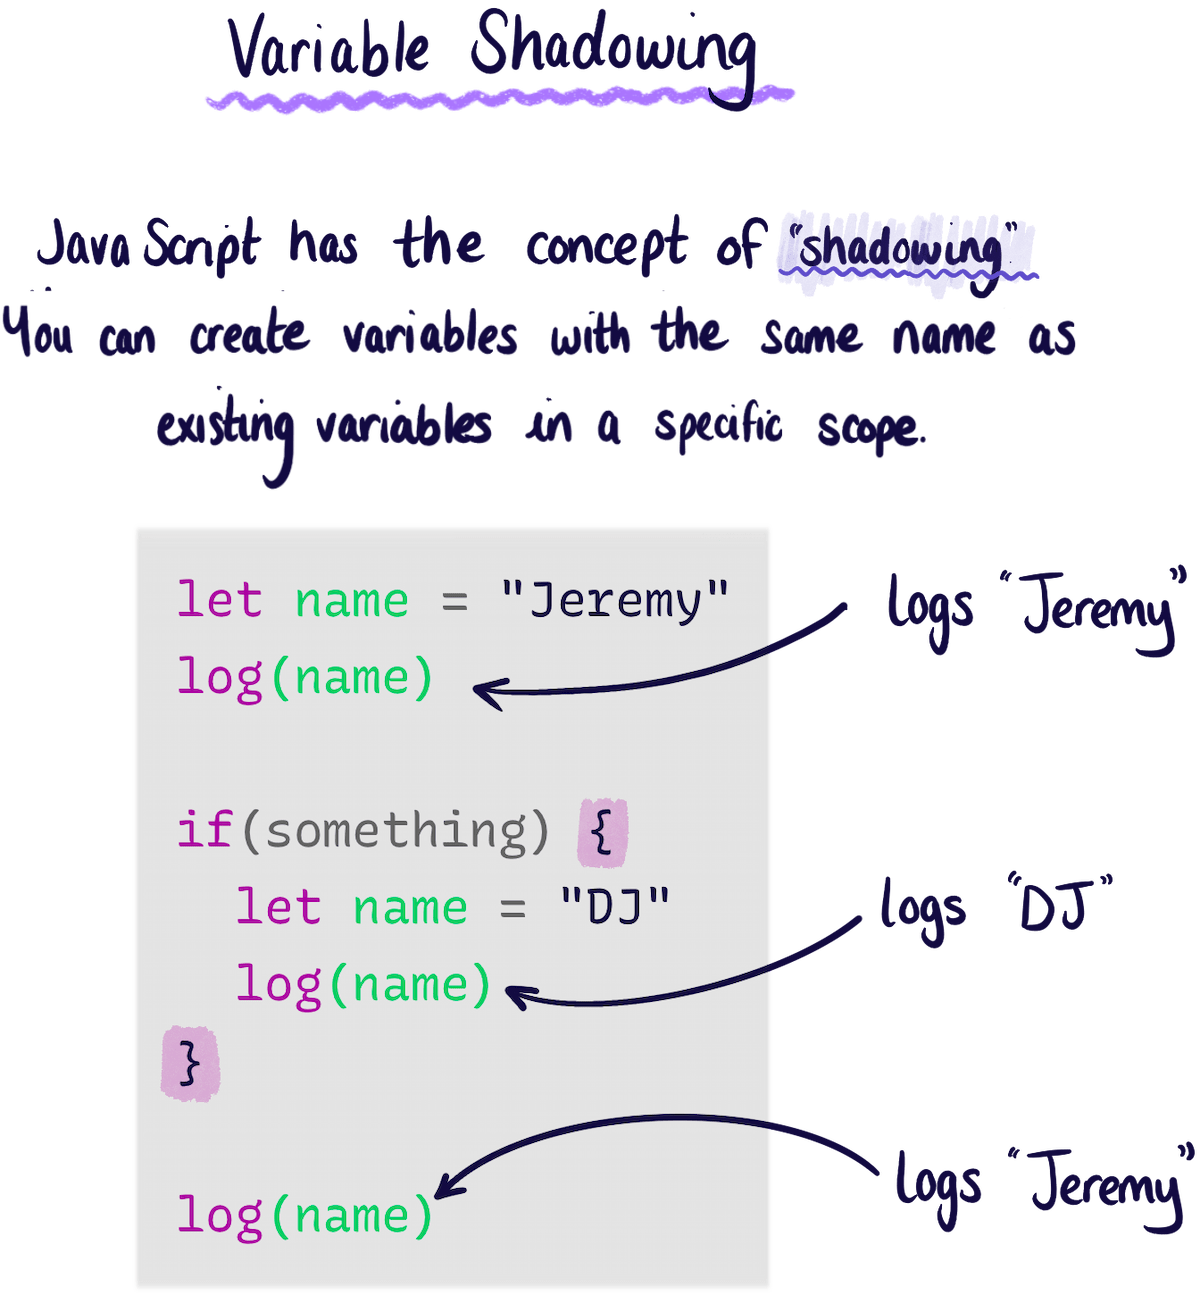 Variable Shadowing
JavaScript has the concept of "shadowing"
You can create variables with the same name as
existing variables in a specific scope.
let name = "Jeremy"
logs "Jeremy"
log(name)
if(something) {
let name = "DJ"
logs "DJ"
log(name)
}
logs "Jeremy"
log(name)